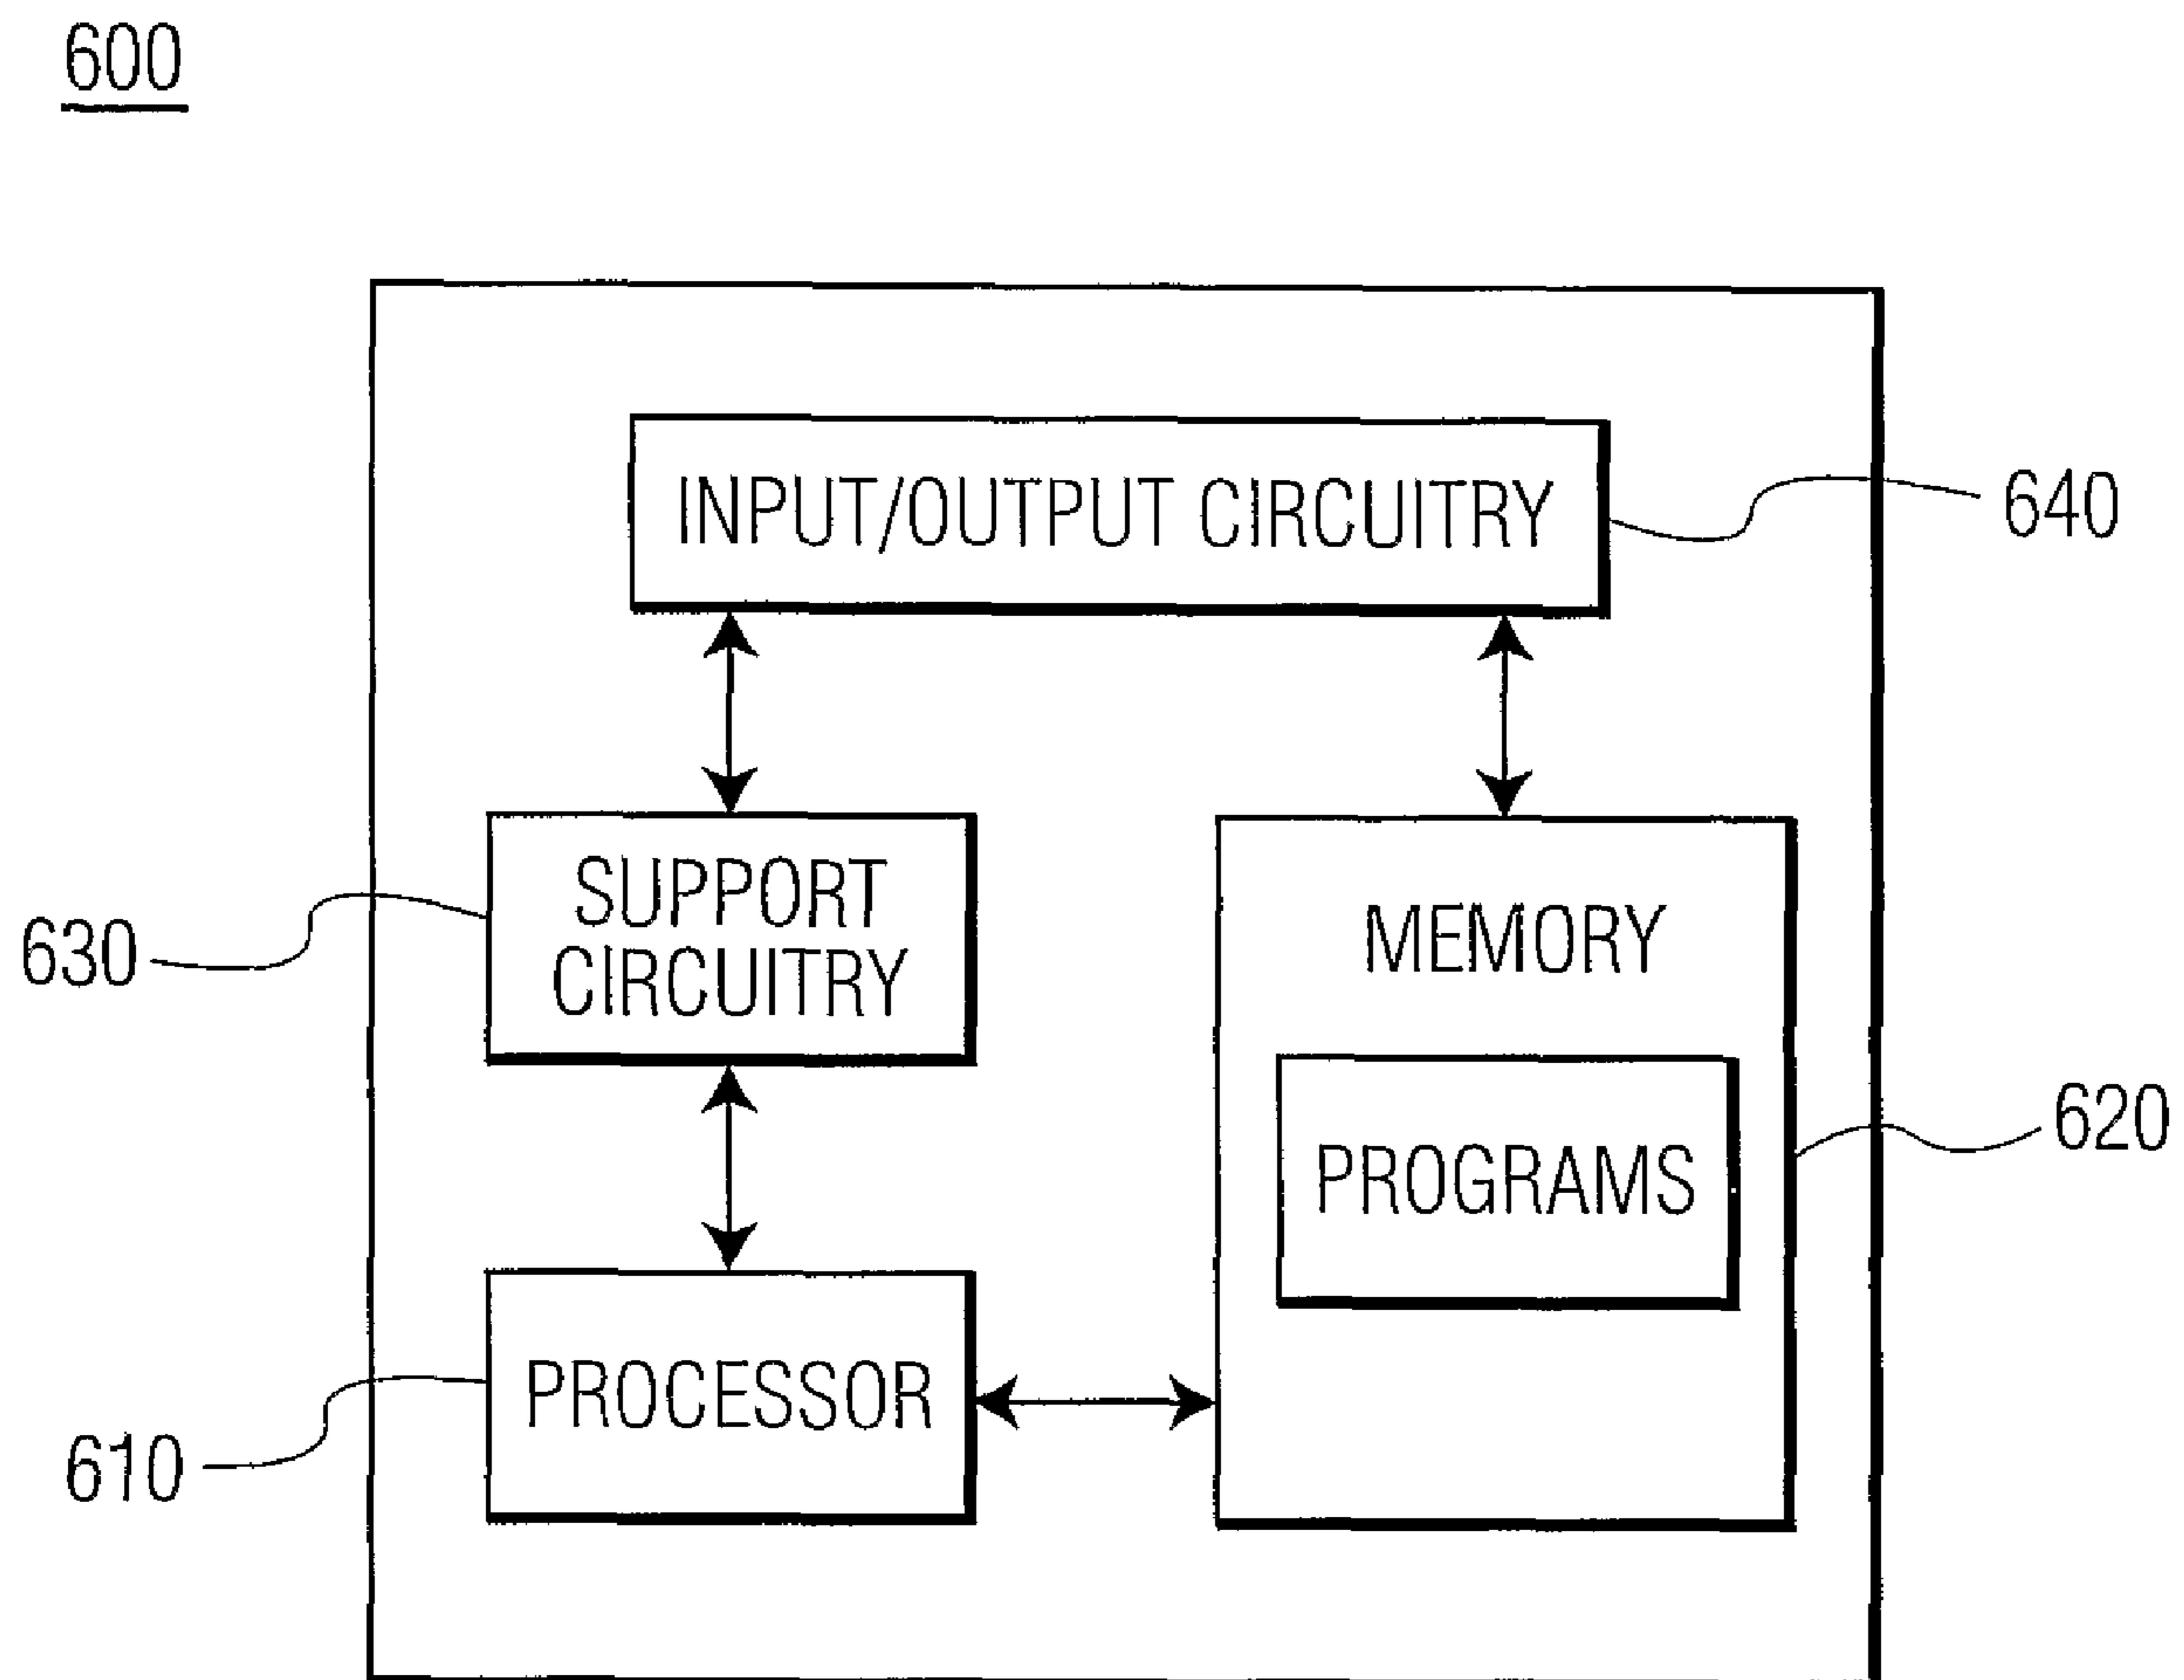 600
INPUT/OUTPUT CIRCUITRY
640
SUPPORT
CIRCUITRY
630
MEMORY
PROGRAMS
620
PROCESSOR
610